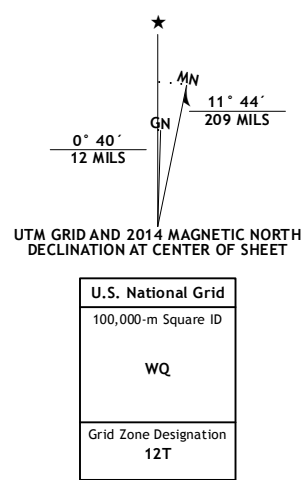 ★
MN
GN
11° 44´
209 MILS
0° 40´
12 MILS
UTM GRID AND 2014 MAGNETIC NORTH
DECLINATION AT CENTER OF SHEET
U.S. National Grid
100,000-m Square ID
WQ
Grid Zone Designation
12T